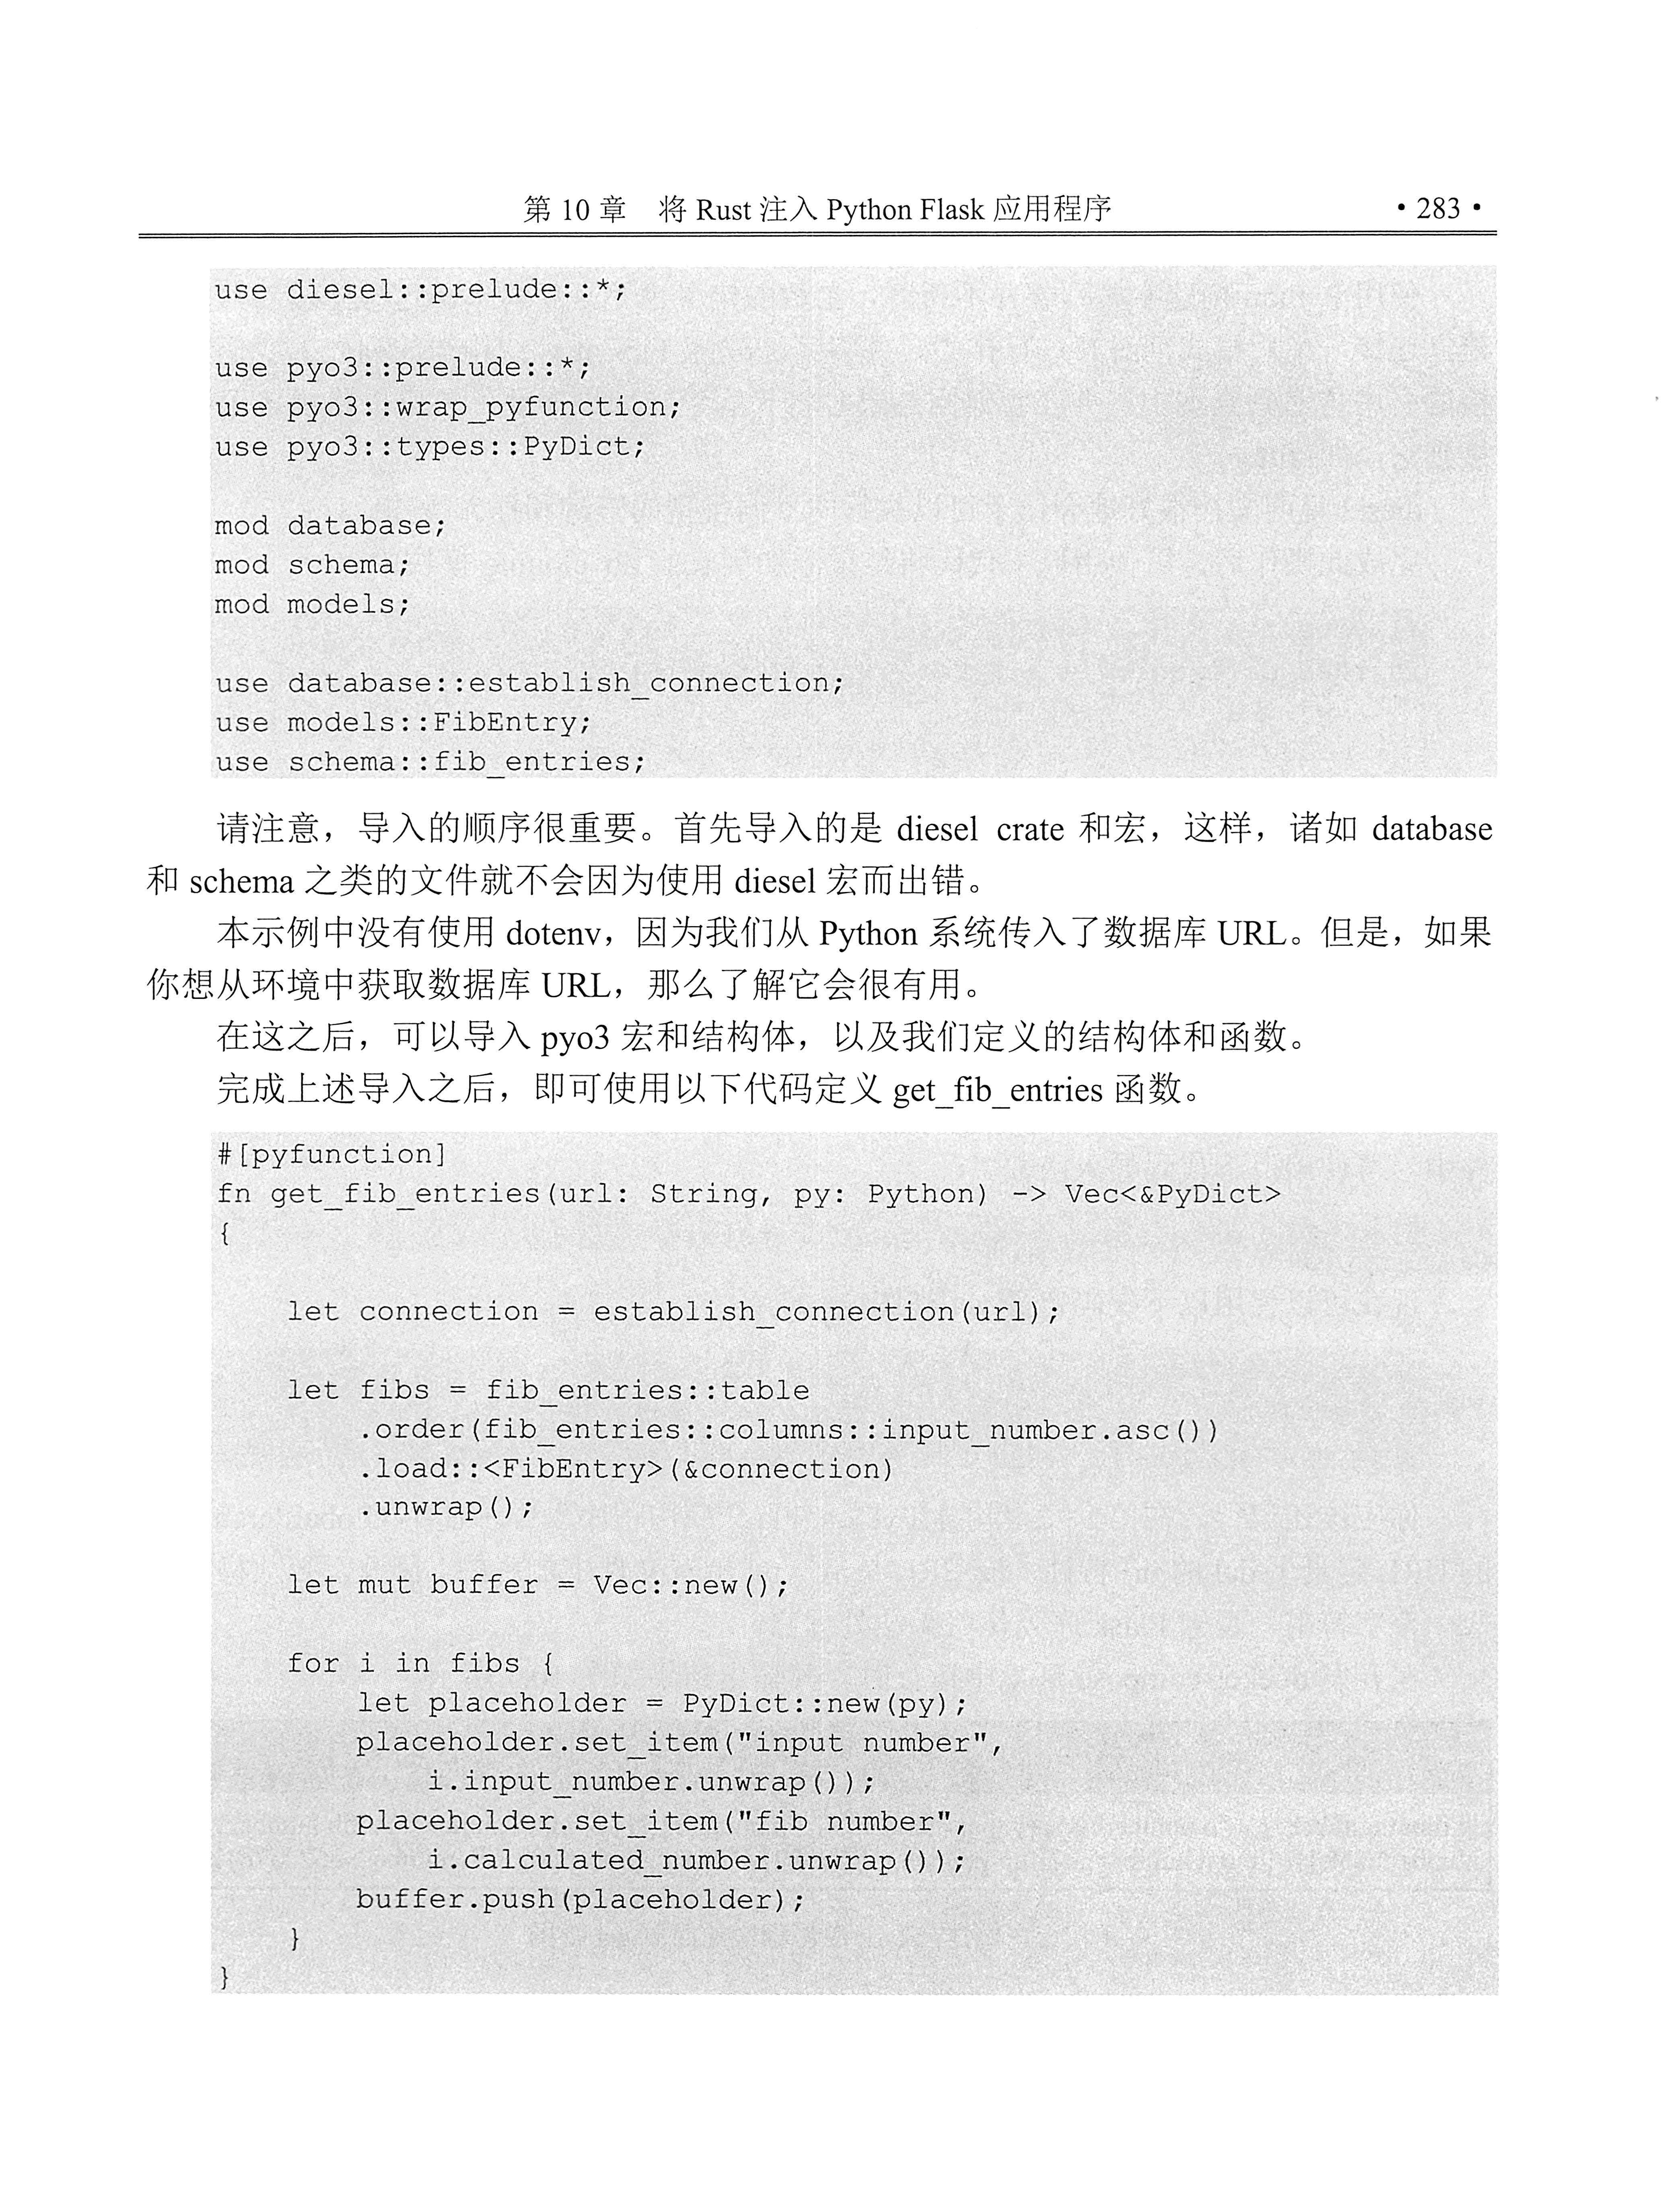 第 10 章　将 Rust 注入 Python Flask 应用程序 • 283 •
use diesel::prelude::*;
use pyo3::prelude::*;
use pyo3::wrap_pyfunction;
use pyo3::types::PyDict;
mod database;
mod schema;
mod models;
use database::establish_connection;
use models::FibEntry;
use schema::fib_entries;
请注意，导入的顺序很重要。首先导入的是 diesel crate 和宏，这样，诸如 database
和 schema 之类的文件就不会因为使用 diesel 宏而出错。
本示例中没有使用 dotenv，因为我们从 Python 系统传入了数据库 URL。但是，如果
你想从环境中获取数据库 URL，那么了解它会很有用。
在这之后，可以导入 pyo3 宏和结构体，以及我们定义的结构体和函数。
完成上述导入之后，即可使用以下代码定义 get_fib_entries 函数。
#[pyfunction]
fn get_fib_entries(url: String, py: Python) -> Vec<&PyDict>
{
    let connection = establish_connection(url);
    let fibs = fib_entries::table
        .order(fib_entries::columns::input_number.asc())
        .load::<FibEntry>(&connection)
        .unwrap();
    let mut buffer = Vec::new();
    for i in fibs {
        let placeholder = PyDict::new(py);
        placeholder.set_item("input number",
            i.input_number.unwrap());
        placeholder.set_item("fib number",
            i.calculated_number.unwrap());
        buffer.push(placeholder);
    }
}